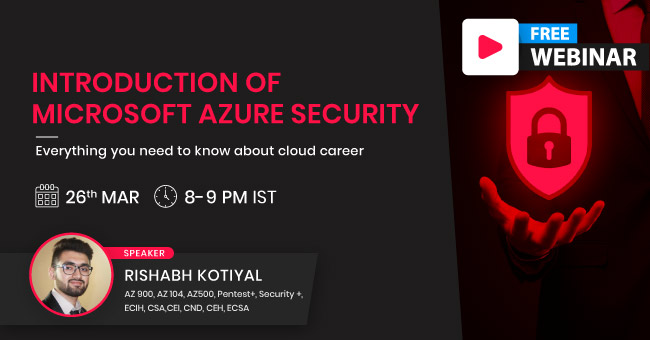 FREE
WEBINAR
INTRODUCTION OF
MICROSOFT AZURE SECURITY
Everything you need to know about cloud career
26th MAR
8-9 PM IST
SPEAKER
RISHABH KOTIYAL
AZ 900, AZ 104, AZ500, Pentest+, Security +,
ECIH, CSA,CEI, CND, CEH, ECSA